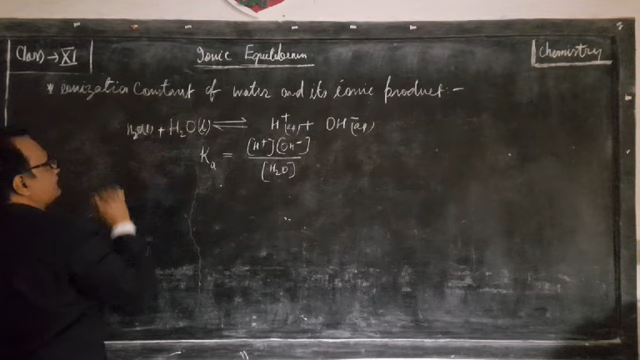 Class → XI
Ionic Equilibrium
Chemistry
* ionization Constant of water and its ionic product:-
H2O(l) + H2O(l) ⇌ H+(aq) + OH-(aq)
Ka = [H+][OH-]
[H2O]